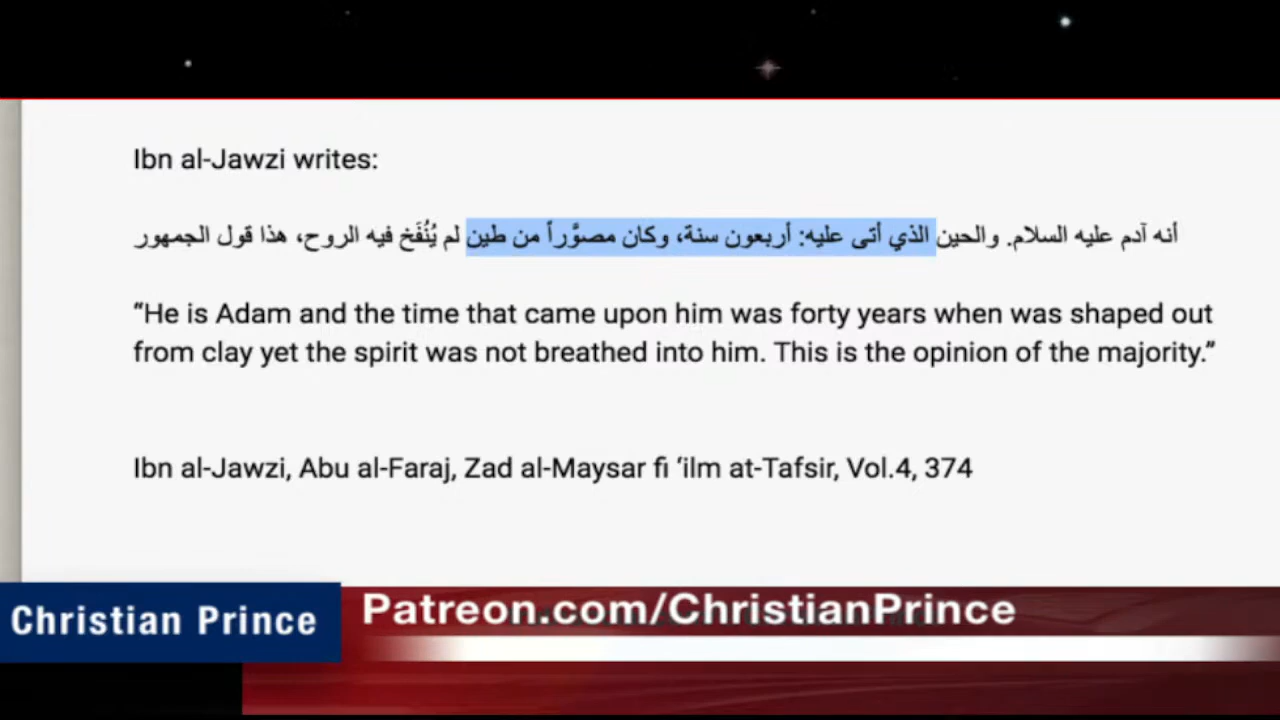 Ibn al-Jawzi writes:
أنه آدم عليه السلام. والحين الذي أتى عليه: أربعون سنة، وكان مصوَّراً من طين لم يُنْفَخ فيه الروح، هذا قول الجمهور
“He is Adam and the time that came upon him was forty years when was shaped out
from clay yet the spirit was not breathed into him. This is the opinion of the majority.”
Ibn al-Jawzi, Abu al-Faraj, Zad al-Maysar fi ‘ilm at-Tafsir, Vol.4, 374
Christian Prince
Patreon.com/ChristianPrince